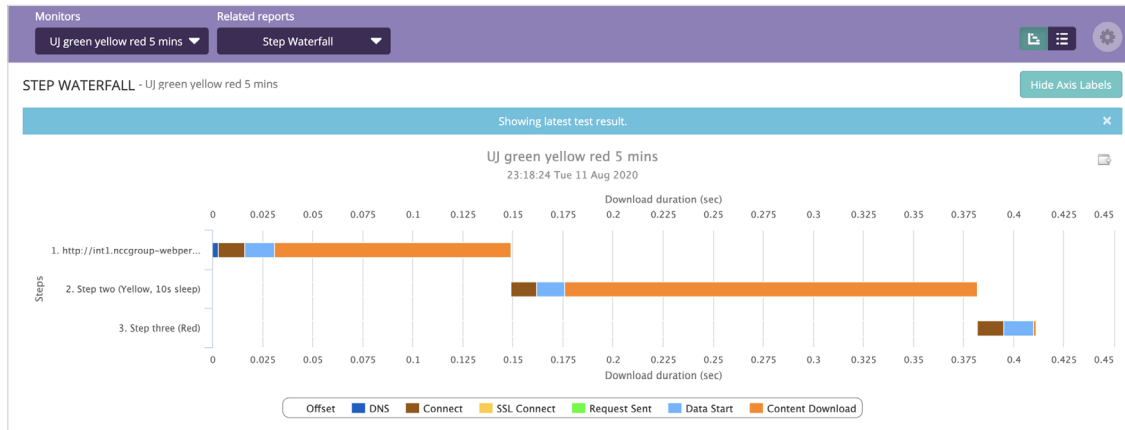 Monitors
Related reports
UJ green yellow red 5 mins
Step Waterfall
STEP WATERFALL - UJ green yellow red 5 mins
Hide Axis Labels
Showing latest test result.
×
UJ green yellow red 5 mins
23:18:24 Tue 11 Aug 2020
Download duration (sec)
0 0.025 0.05 0.075 0.1 0.125 0.15 0.175 0.2 0.225 0.25 0.275 0.3 0.325 0.35 0.375 0.4 0.425 0.45
Steps
1. http://int1.nccgroup-webper...
2. Step two (Yellow, 10s sleep)
3. Step three (Red)
0 0.025 0.05 0.075 0.1 0.125 0.15 0.175 0.2 0.225 0.25 0.275 0.3 0.325 0.35 0.375 0.4 0.425 0.45
Download duration (sec)
Offset DNS Connect SSL Connect Request Sent Data Start Content Download